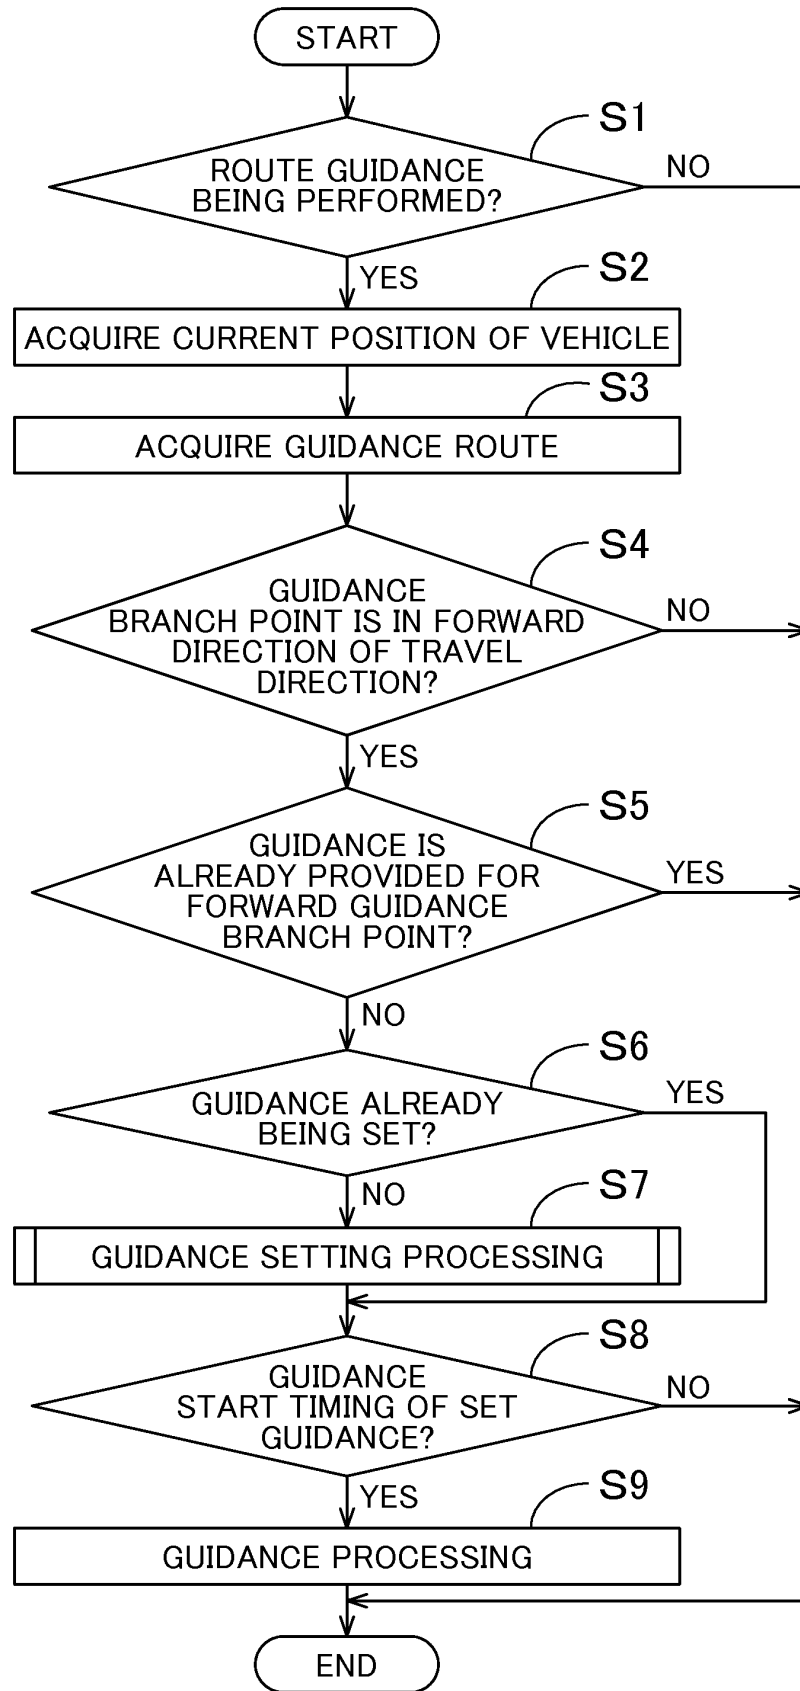 START
S1
ROUTE GUIDANCE
BEING PERFORMED?
NO
YES
S2
ACQUIRE CURRENT POSITION OF VEHICLE
S3
ACQUIRE GUIDANCE ROUTE
S4
GUIDANCE
BRANCH POINT IS IN FORWARD
DIRECTION OF TRAVEL
DIRECTION?
NO
YES
S5
GUIDANCE IS
ALREADY PROVIDED FOR
FORWARD GUIDANCE
BRANCH POINT?
YES
NO
S6
GUIDANCE ALREADY
BEING SET?
YES
NO
S7
GUIDANCE SETTING PROCESSING
S8
GUIDANCE
START TIMING OF SET
GUIDANCE?
NO
YES
S9
GUIDANCE PROCESSING
END